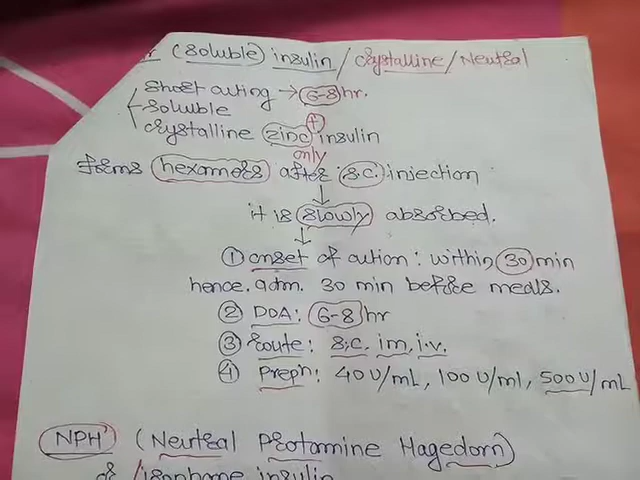 (Soluble) insulin / Crystalline / Neutral
Short acting → 6-8 hr.
Soluble
Crystalline zinc insulin
(+)
only
forms hexamers after s.c. injection
↓
it is slowly absorbed.
↓
① onset of action: within 30 min
hence. adm. 30 min before meals.
② DOA: 6-8 hr
③ Route: s.c. im, i.v.
④ Prepn: 40 U/mL, 100 U/ml, 500 U/mL
NPH (Neutral Protamine Hagedorn)
/isophane insulin